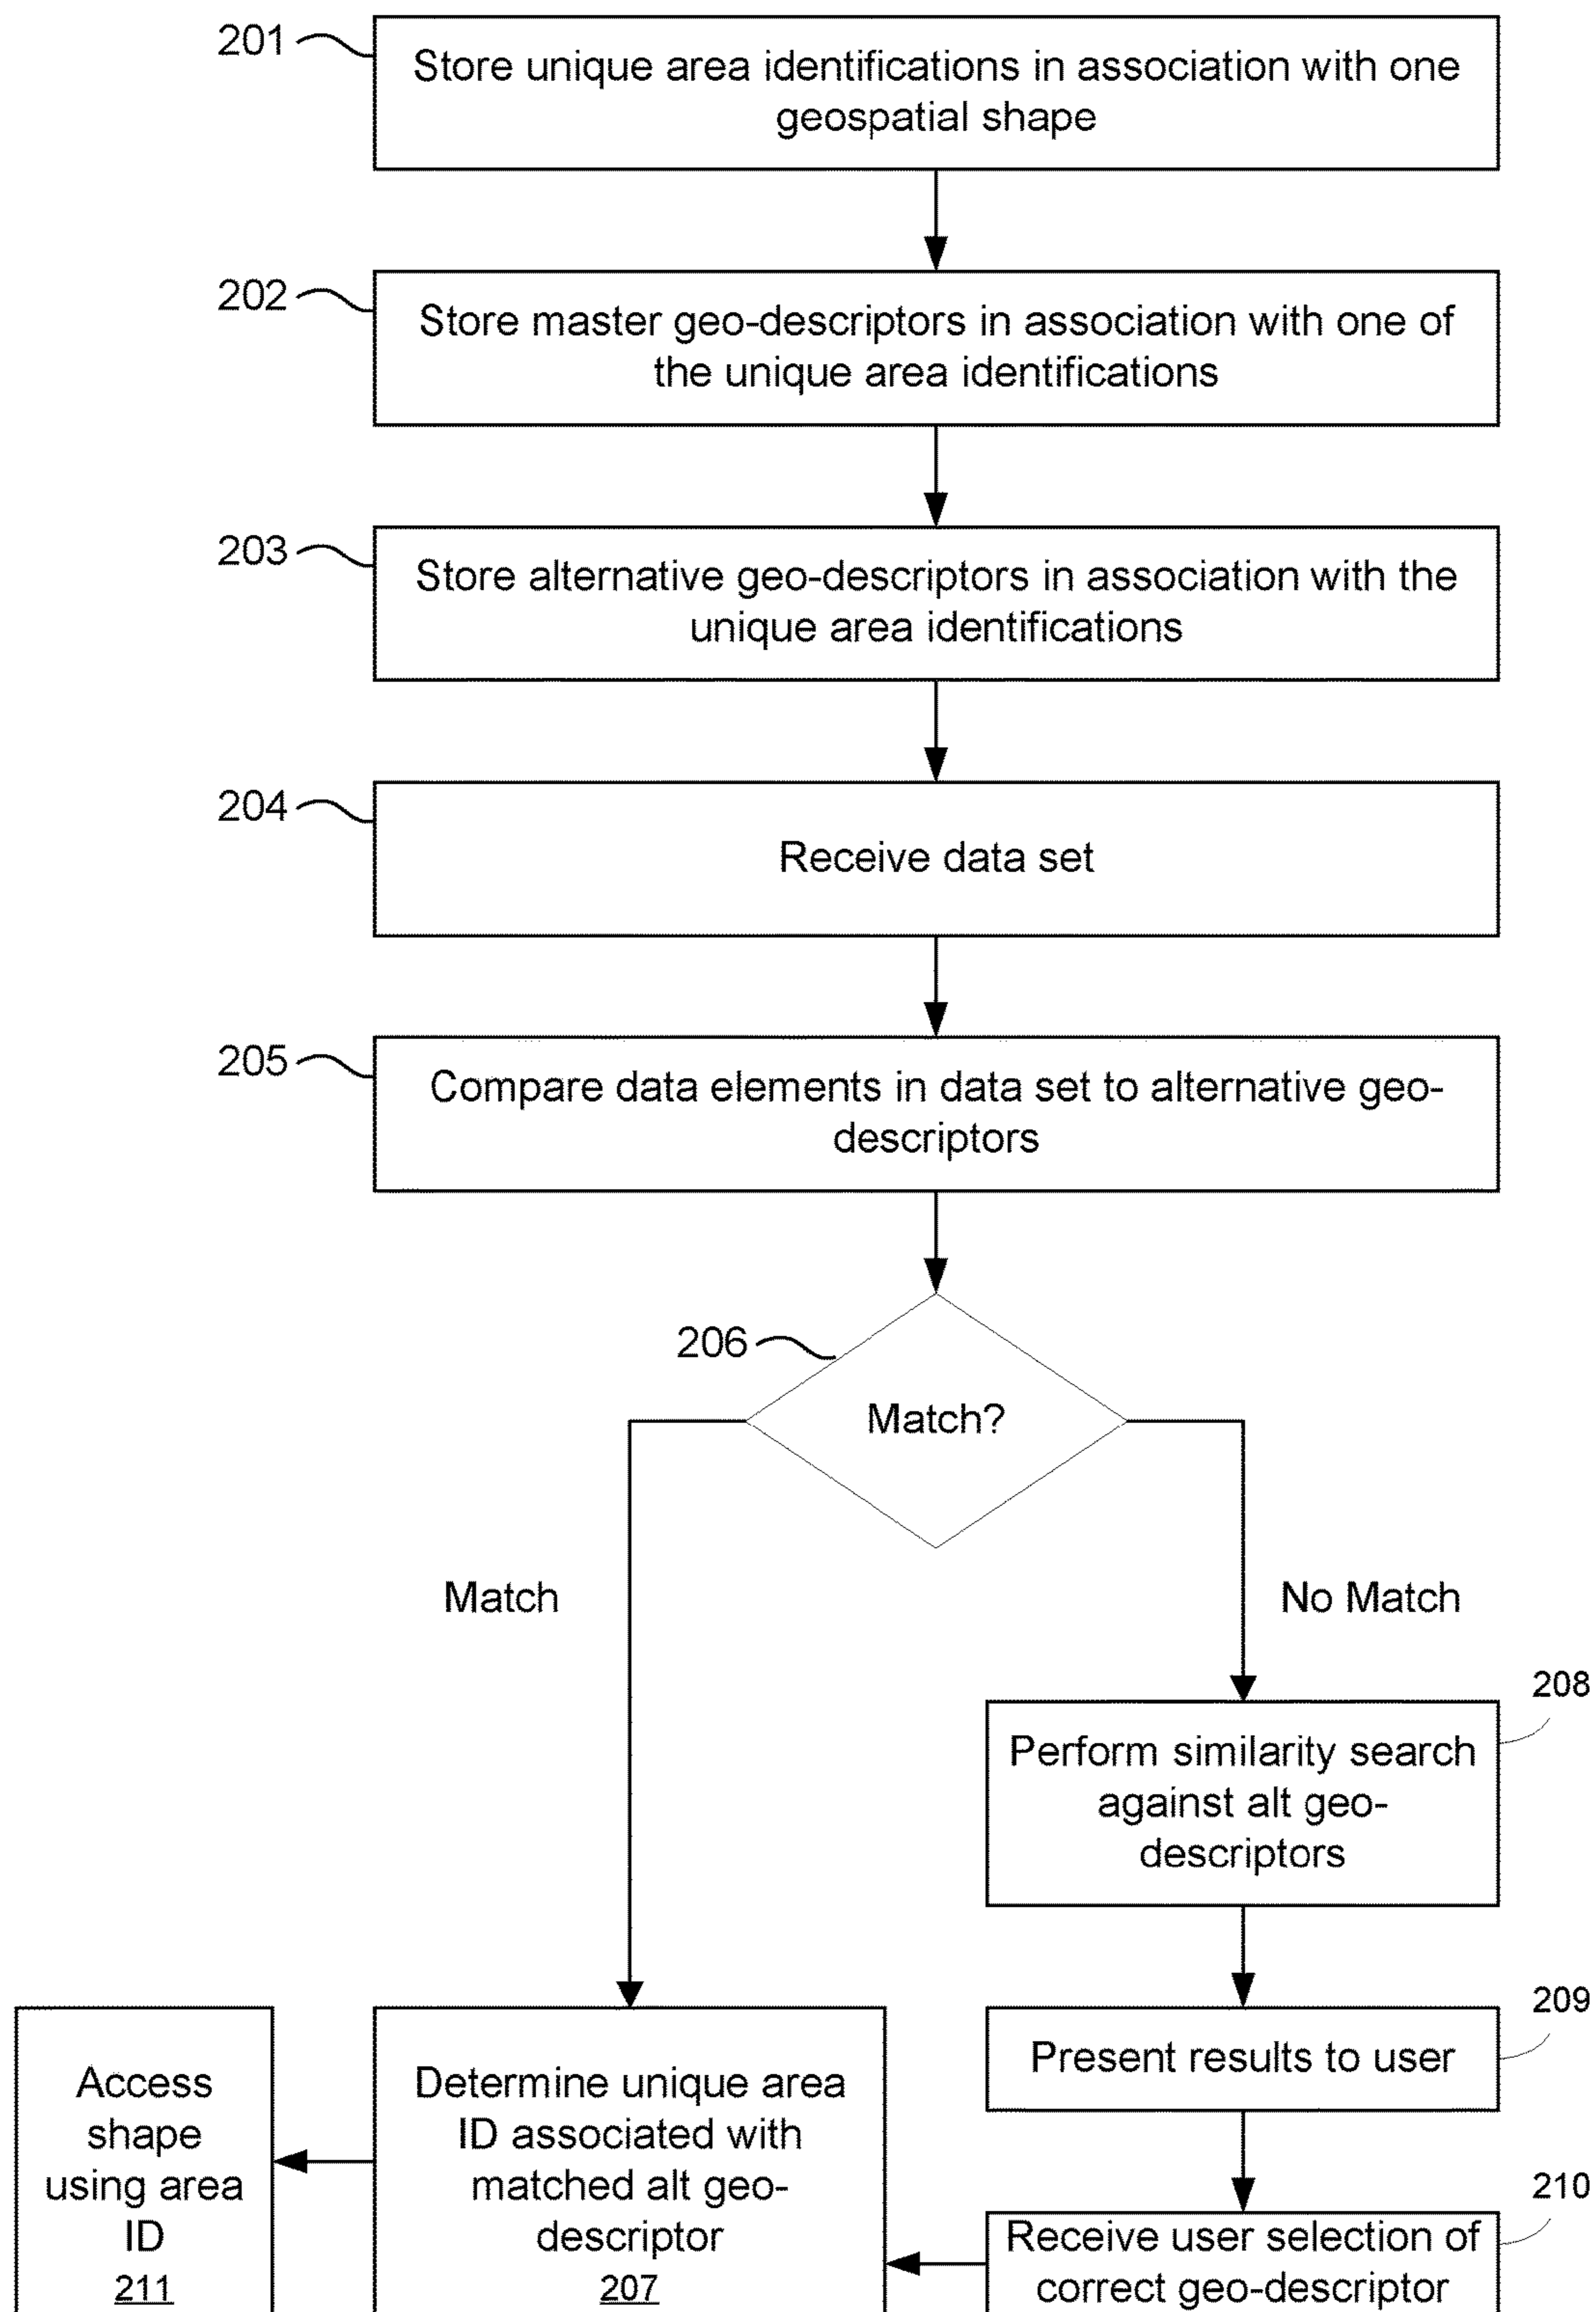 201
Store unique area identifications in association with one
geospatial shape
202
Store master geo-descriptors in association with one of
the unique area identifications
203
Store alternative geo-descriptors in association with the
unique area identifications
204
Receive data set
205
Compare data elements in data set to alternative geo-
descriptors
206
Match?
Match
No Match
208
Perform similarity search
against alt geo-
descriptors
209
Present results to user
210
Receive user selection of
correct geo-descriptor
Determine unique area
ID associated with
matched alt geo-
descriptor
207
Access
shape
using area
ID
211